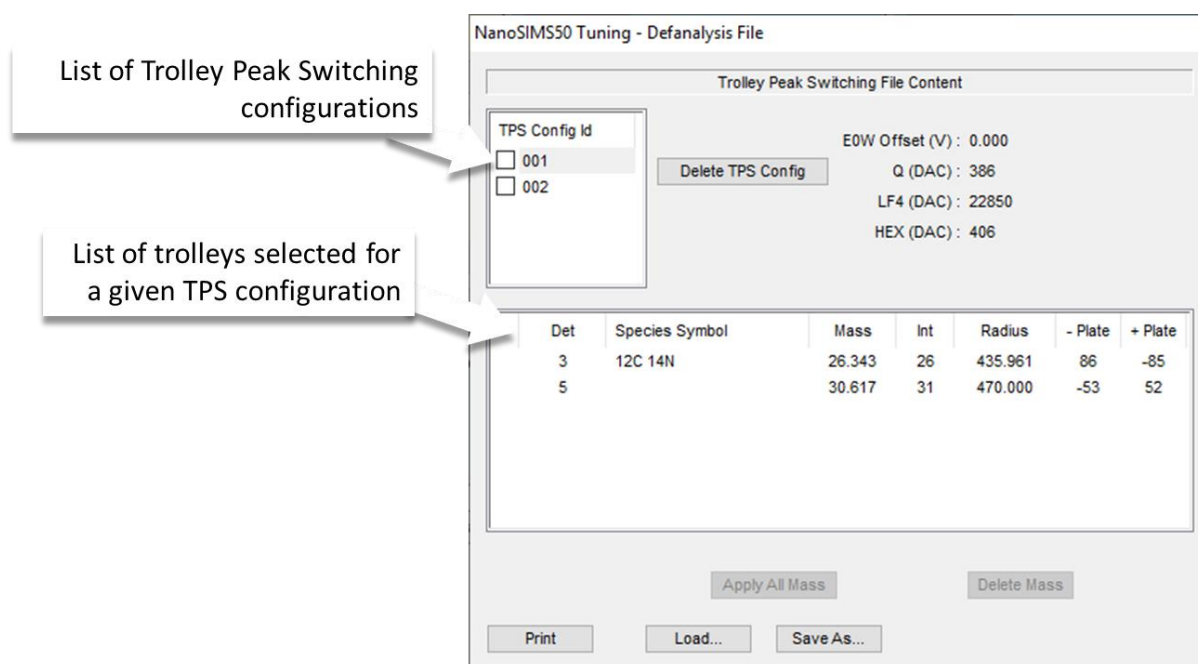 NanoSIMS50 Tuning - Defanalysis File
List of Trolley Peak Switching
configurations
Trolley Peak Switching File Content
TPS Config Id
001
002
Delete TPS Config
E0W Offset (V) : 0.000
Q (DAC) : 386
LF4 (DAC) : 22850
HEX (DAC) : 406
List of trolleys selected for
a given TPS configuration
Det Species Symbol Mass Int Radius - Plate + Plate
3 12C 14N 26.343 26 435.961 86 -85
5 30.617 31 470.000 -53 52
Apply All Mass Delete Mass
Print Load... Save As...